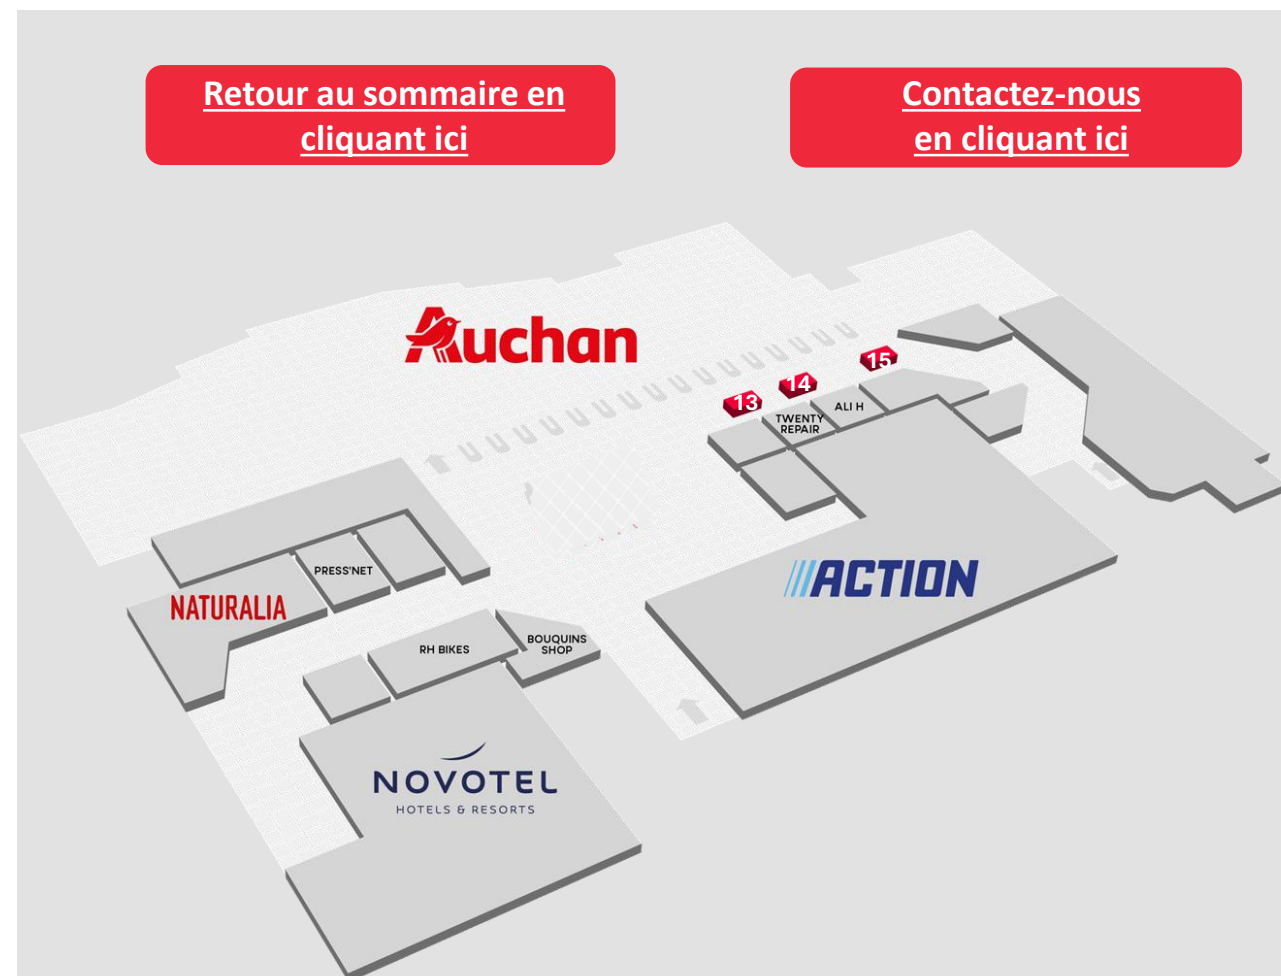 Retour au sommaire en
cliquant ici
Contactez-nous
en cliquant ici
Auchan
13
14
15
TWENTY
REPAIR
ALI H
PRESS'NET
NATURALIA
ACTION
RH BIKES
BOUQUINS
SHOP
NOVOTEL
HOTELS & RESORTS